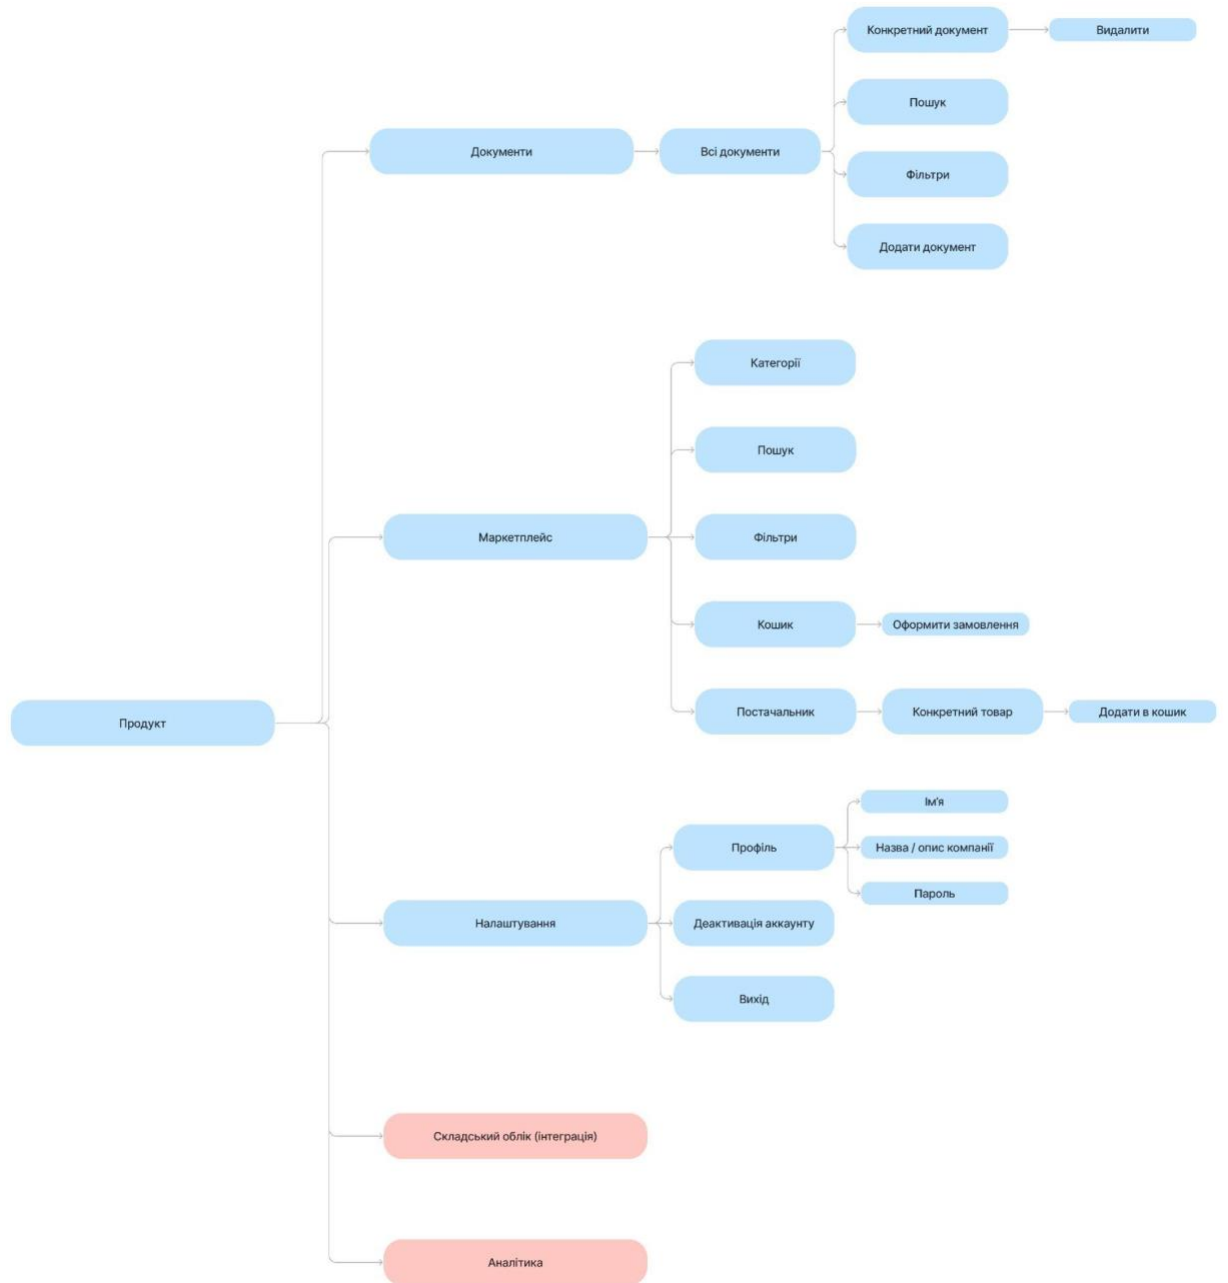 Конкретний документ
Видалити
Пошук
Документи
Всі документи
Фільтри
Додати документ
Категорії
Пошук
Маркетплейс
Фільтри
Кошик
Оформити замовлення
Продукт
Постачальник
Конкретний товар
Додати в кошик
Ім'я
Профіль
Назва / опис компанії
Пароль
Налаштування
Деактивація аккаунту
Вихід
Складський облік (інтеграція)
Аналітика